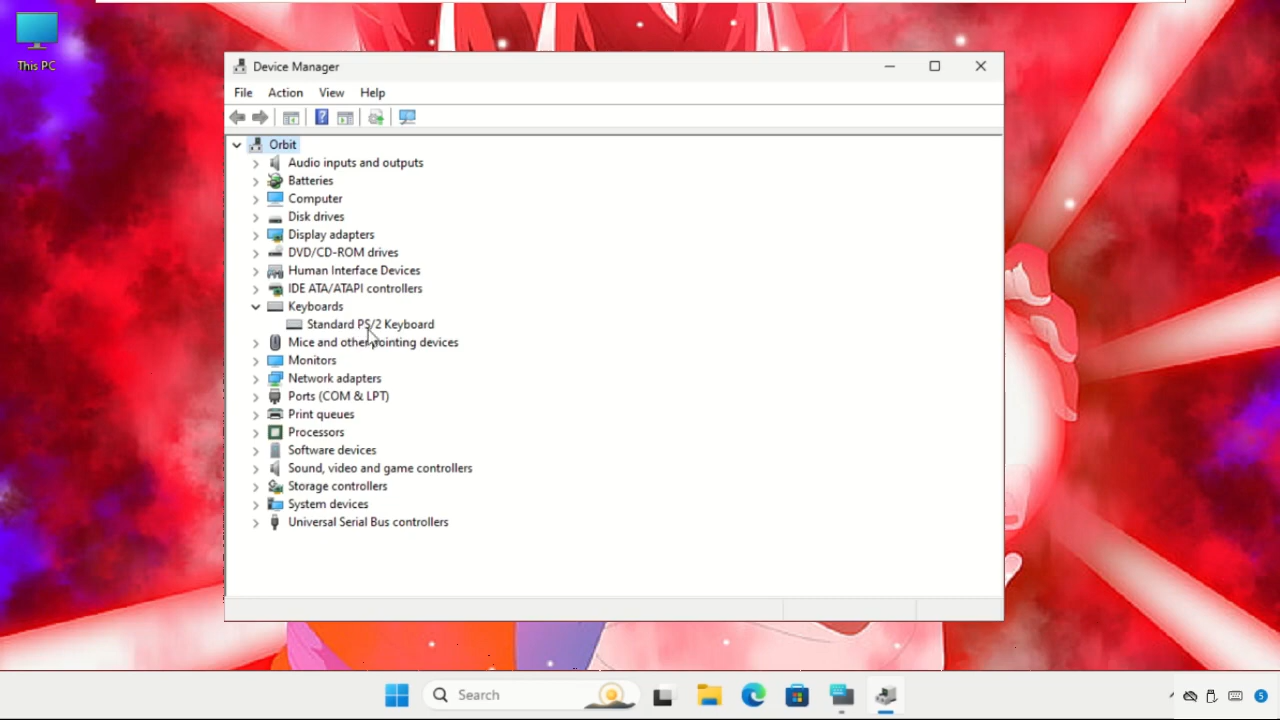 This PC
Device Manager
File Action View Help
Orbit
Audio inputs and outputs
Batteries
Computer
Disk drives
Display adapters
DVD/CD-ROM drives
Human Interface Devices
IDE ATA/ATAPI controllers
Keyboards
Standard PS/2 Keyboard
Mice and other pointing devices
Monitors
Network adapters
Ports (COM & LPT)
Print queues
Processors
Software devices
Sound, video and game controllers
Storage controllers
System devices
Universal Serial Bus controllers
Search
5